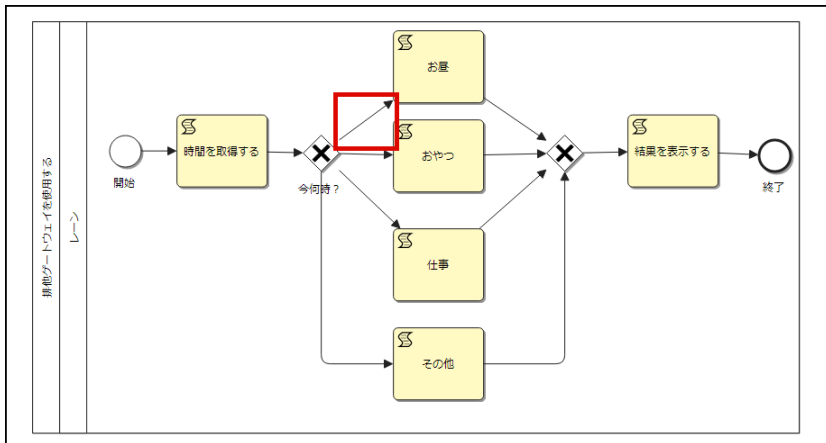 排他ゲートウェイを使用する
レーン
開始
時間を取得する
今何時？
お昼
おやつ
仕事
その他
結果を表示する
終了